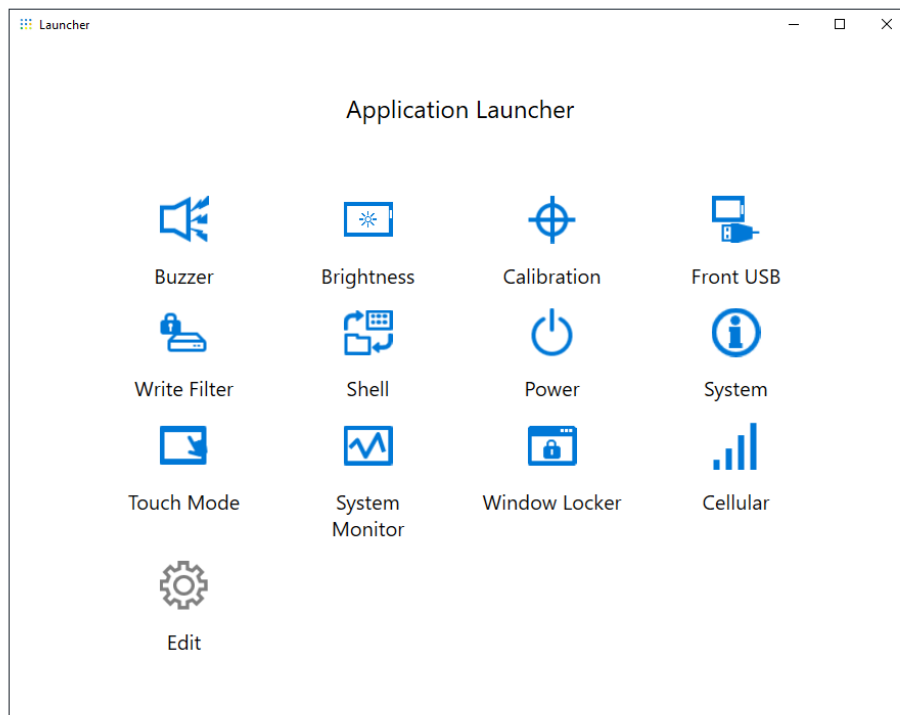 Launcher
Application Launcher
Buzzer
Brightness
Calibration
Front USB
Write Filter
Shell
Power
System
Touch Mode
System
Monitor
Window Locker
Cellular
Edit